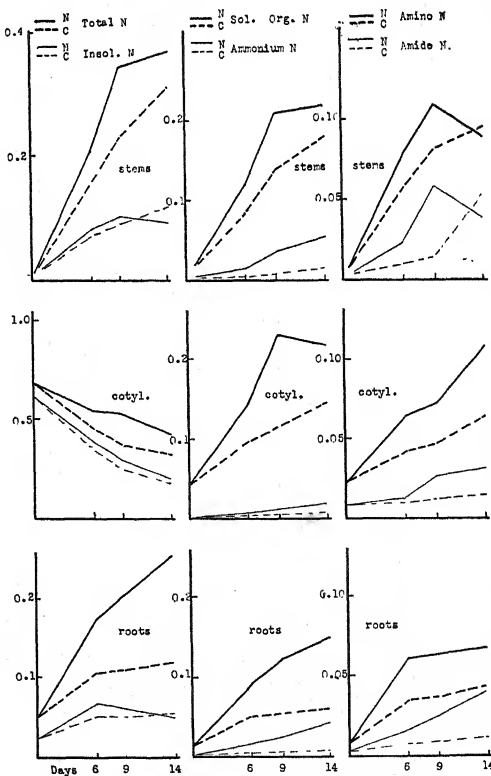 N Total N
C
N Insol. N
C
N Sol. Org. N
C
N Ammonium N
C
N Amino N
C
N Amide N.
C
0.4
0.2
stems
0.2
0.1
stems
0.10
0.05
stems
1.0
0.5
cotyl.
0.2
0.1
cotyl.
0.10
0.05
cotyl.
0.2
0.1
roots
0.2
0.1
roots
0.10
0.05
roots
Days 6 9 14
6 9 14
6 9 14